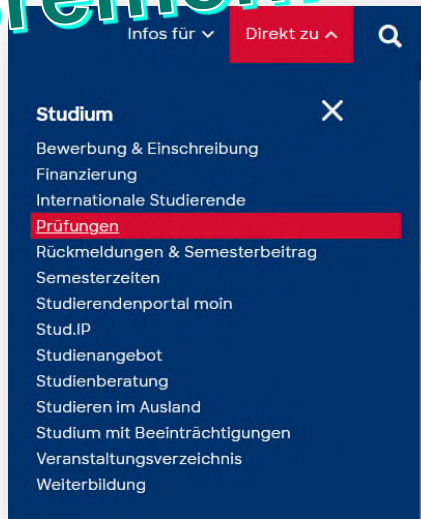 Infos für
Direkt zu
Studium
Bewerbung & Einschreibung
Finanzierung
Internationale Studierende
Prüfungen
Rückmeldungen & Semesterbeitrag
Semesterzeiten
Studierendenportal moin
Stud.IP
Studienangebot
Studienberatung
Studieren im Ausland
Studium mit Beeinträchtigungen
Veranstaltungsverzeichnis
Weiterbildung